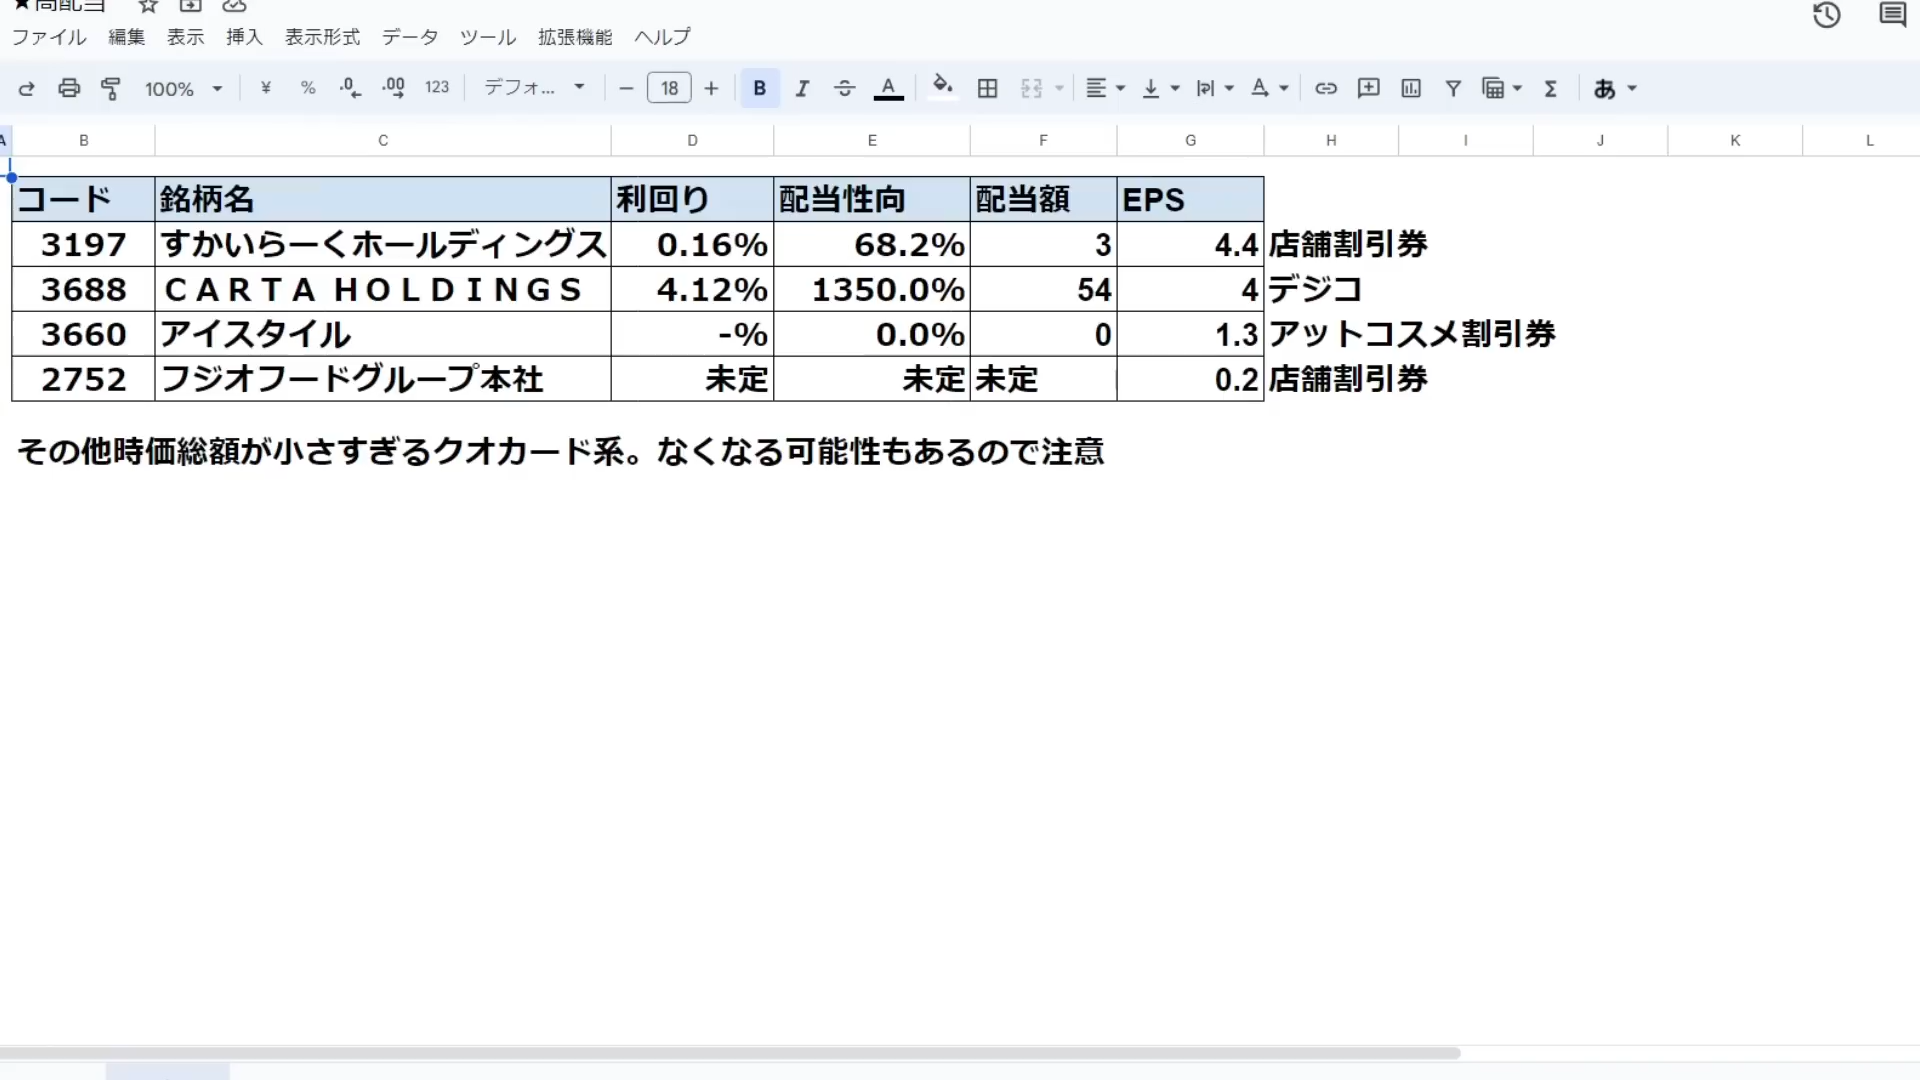 ★高配当
ファイル 編集 表示 挿入 表示形式 データ ツール 拡張機能 ヘルプ
100% ¥ % .0 .00 123 デフォ... − 18 + B I A Σ あ
A B C D E F G H I J K L
コード 銘柄名 利回り 配当性向 配当額 EPS
3197 すかいらーくホールディングス 0.16% 68.2% 3 4.4 店舗割引券
3688 ＣＡＲＴＡ ＨＯＬＤＩＮＧＳ 4.12% 1350.0% 54 4 デジコ
3660 アイスタイル -% 0.0% 0 1.3 アットコスメ割引券
2752 フジオフードグループ本社 未定 未定 未定 0.2 店舗割引券
その他時価総額が小さすぎるクオカード系。なくなる可能性もあるので注意